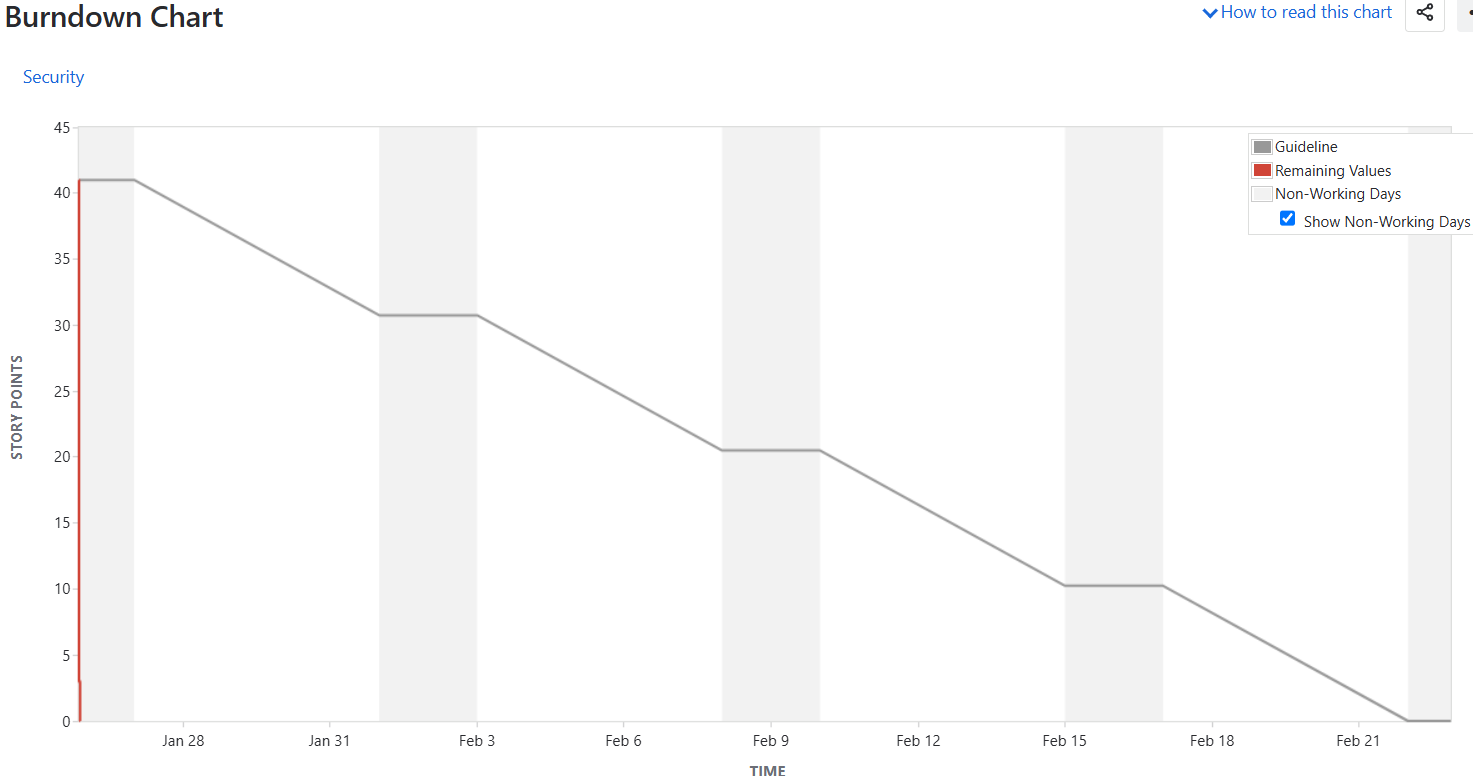 Burndown Chart
How to read this chart
Security
45
40
35
30
25
20
15
10
5
0
STORY POINTS
Guideline
Remaining Values
Non-Working Days
Show Non-Working Days
Jan 28
Jan 31
Feb 3
Feb 6
Feb 9
Feb 12
Feb 15
Feb 18
Feb 21
TIME